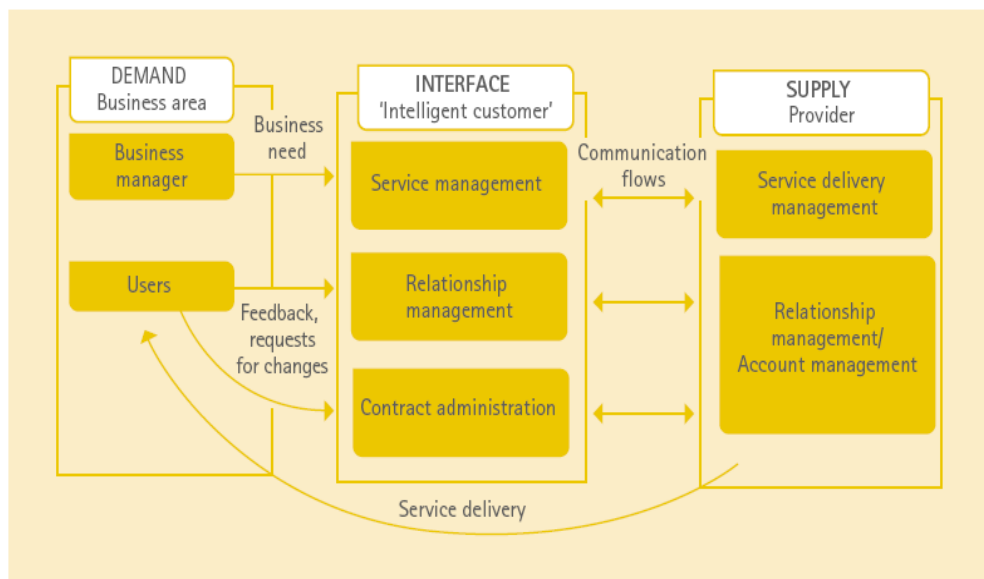 DEMAND
Business area
Business
manager
Users
Business
need
Feedback,
requests
for changes
INTERFACE
'Intelligent customer'
Service management
Relationship
management
Contract administration
Communication
flows
SUPPLY
Provider
Service delivery
management
Relationship
management/
Account management
Service delivery